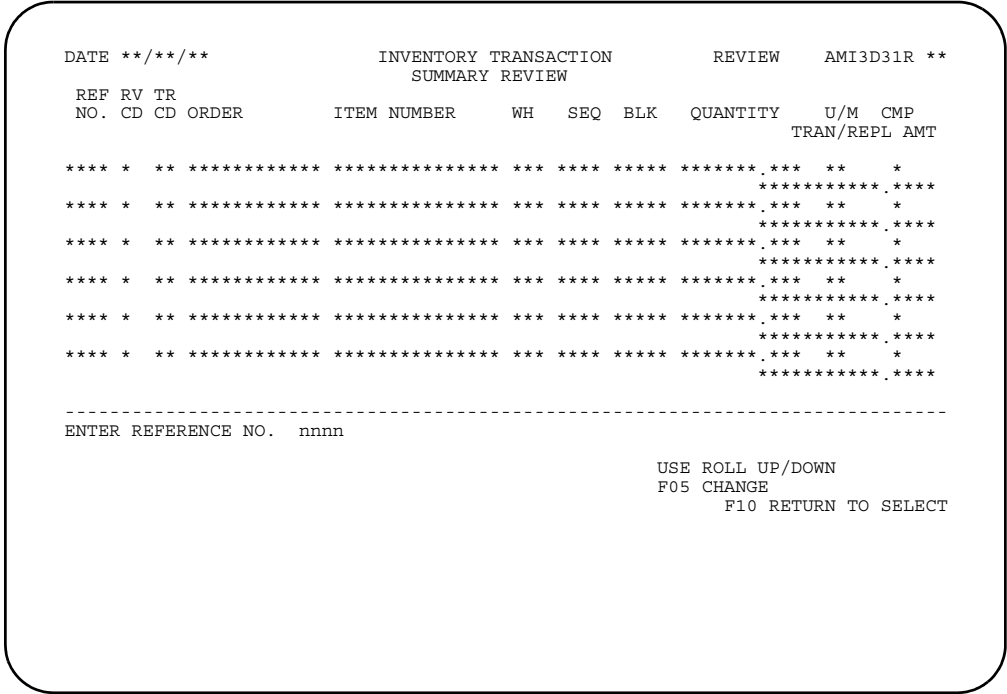 DATE **/**/** INVENTORY TRANSACTION REVIEW AMI3D31R **
SUMMARY REVIEW
REF RV TR
NO. CD CD ORDER ITEM NUMBER WH SEQ BLK QUANTITY U/M CMP
TRAN/REPL AMT
**** * ** ************ *************** *** **** ***** *******.*** ** *
***********.****
**** * ** ************ *************** *** **** ***** *******.*** ** *
***********.****
**** * ** ************ *************** *** **** ***** *******.*** ** *
***********.****
**** * ** ************ *************** *** **** ***** *******.*** ** *
***********.****
**** * ** ************ *************** *** **** ***** *******.*** ** *
***********.****
**** * ** ************ *************** *** **** ***** *******.*** ** *
***********.****
--------------------------------------------------------------------------------
ENTER REFERENCE NO. nnnn
USE ROLL UP/DOWN
F05 CHANGE
F10 RETURN TO SELECT